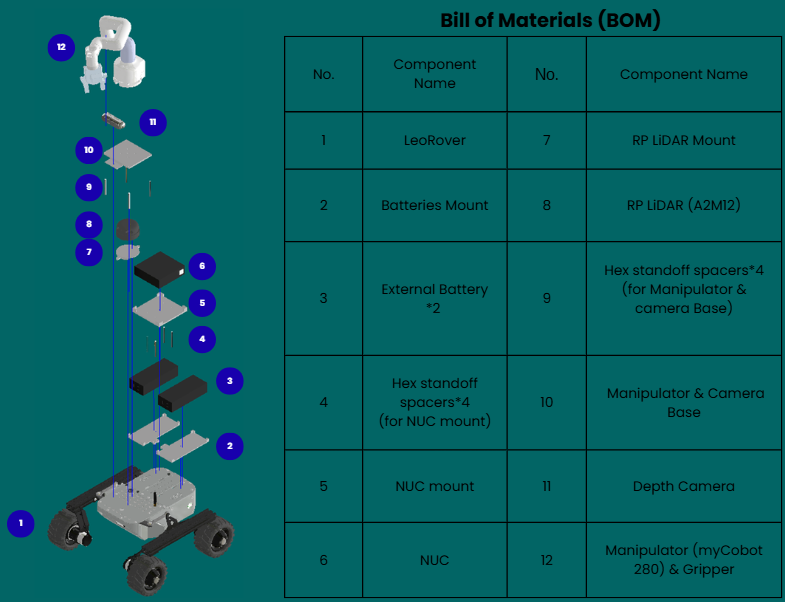 Bill of Materials (BOM)
No.
Component
Name
No.
Component Name
1
LeoRover
7
RP LiDAR Mount
2
Batteries Mount
8
RP LiDAR (A2M12)
3
External Battery
*2
9
Hex standoff spacers*4
(for Manipulator &
camera Base)
4
Hex standoff
spacers*4
(for NUC mount)
10
Manipulator & Camera
Base
5
NUC mount
11
Depth Camera
6
NUC
12
Manipulator (myCobot
280) & Gripper
12
11
10
9
8
7
6
5
4
3
2
1